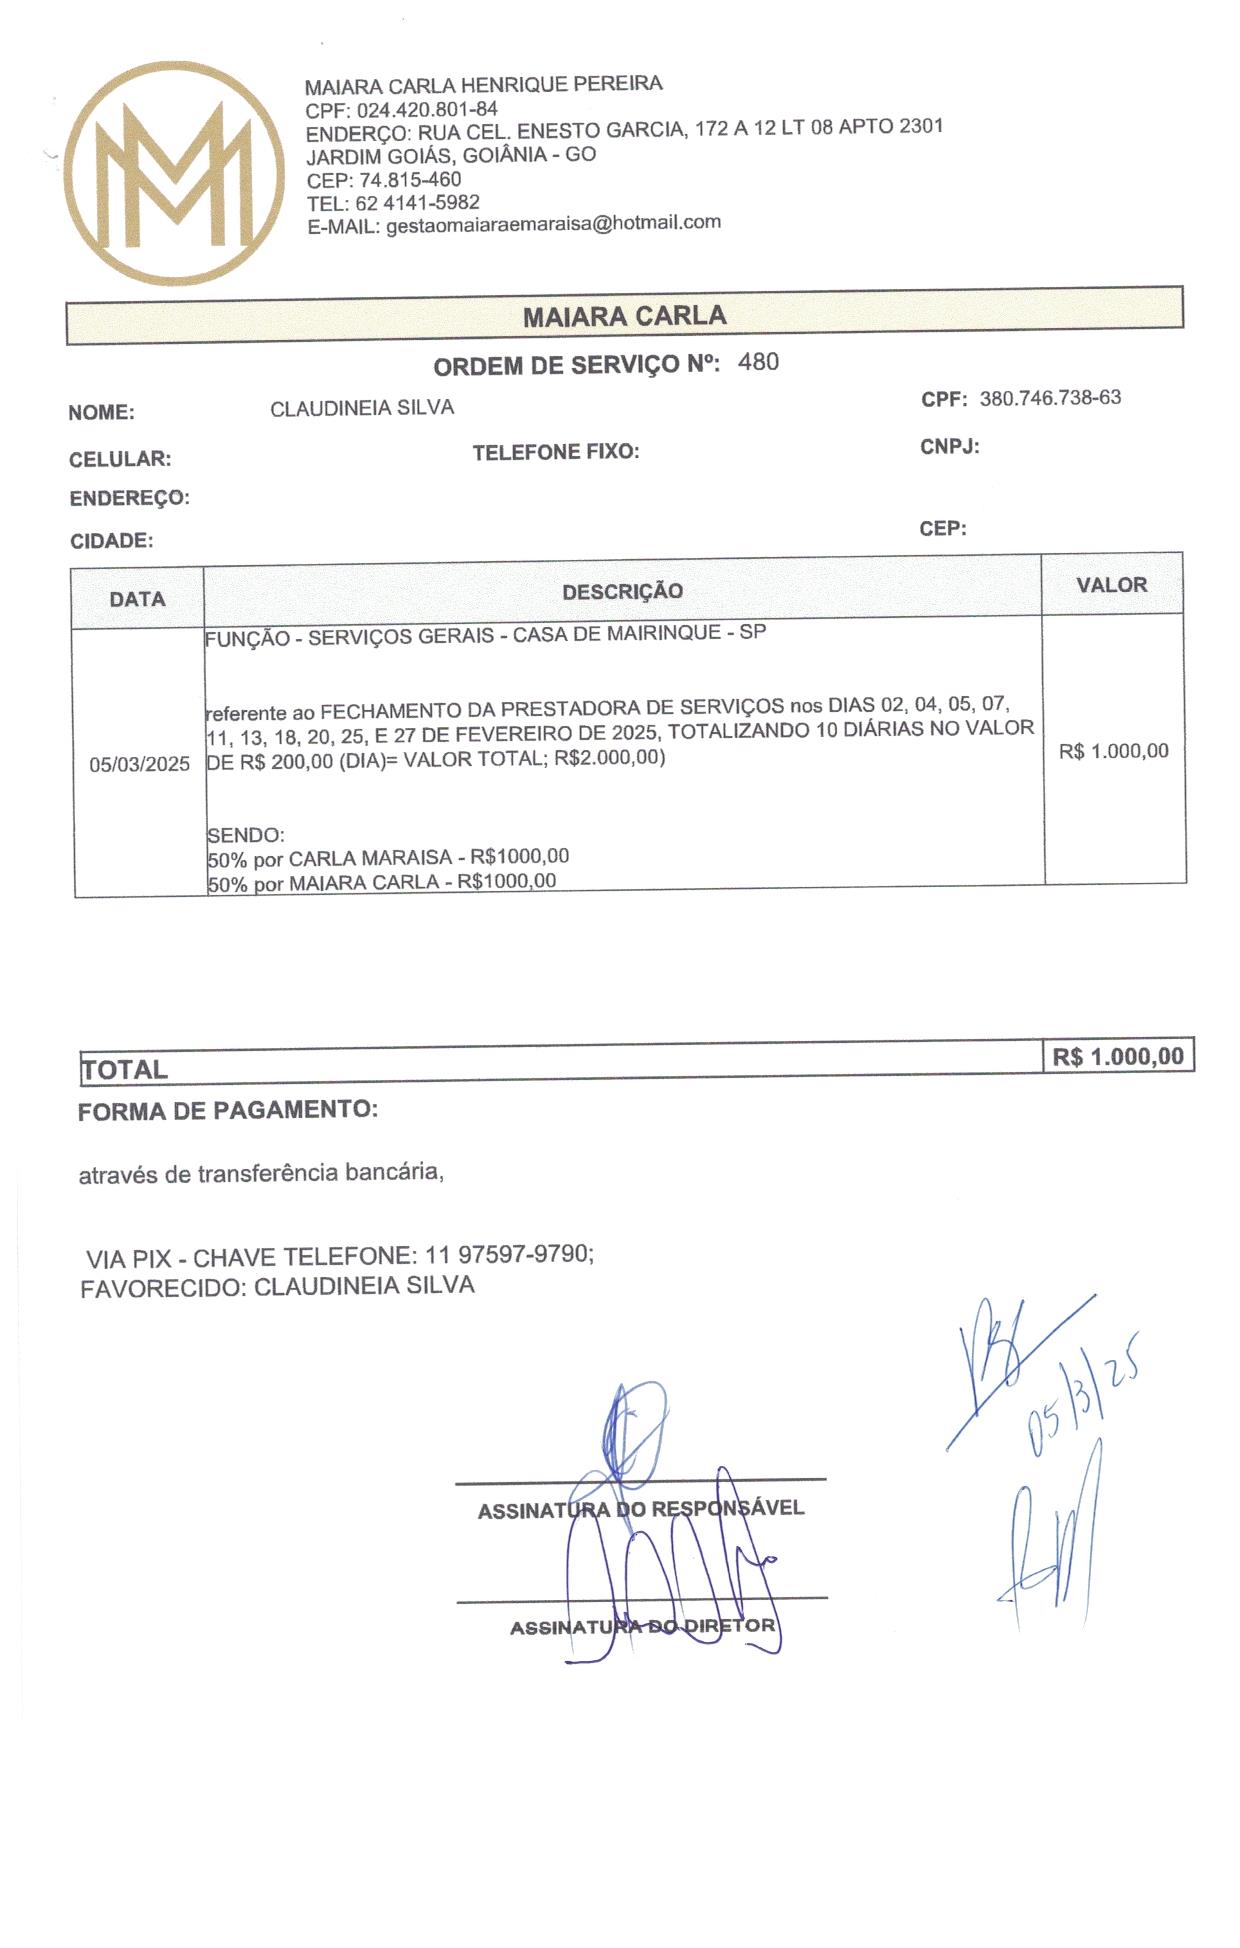 MAIARA CARLA HENRIQUE PEREIRA
CPF: 024.420.801-84
ENDERÇO: RUA CEL. ENESTO GARCIA, 172 A 12 LT 08 APTO 2301
JARDIM GOIÁS, GOIÂNIA - GO
CEP: 74.815-460
TEL: 62 4141-5982
E-MAIL: gestaomaiaraemaraisa@hotmail.com
MAIARA CARLA
ORDEM DE SERVIÇO Nº: 480
NOME: CLAUDINEIA SILVA CPF: 380.746.738-63
CELULAR: TELEFONE FIXO: CNPJ:
ENDEREÇO:
CIDADE: CEP:
DATA DESCRIÇÃO VALOR
FUNÇÃO - SERVIÇOS GERAIS - CASA DE MAIRINQUE - SP
referente ao FECHAMENTO DA PRESTADORA DE SERVIÇOS nos DIAS 02, 04, 05, 07,
11, 13, 18, 20, 25, E 27 DE FEVEREIRO DE 2025, TOTALIZANDO 10 DIÁRIAS NO VALOR
05/03/2025 DE R$ 200,00 (DIA)= VALOR TOTAL; R$2.000,00) R$ 1.000,00
SENDO:
50% por CARLA MARAISA - R$1000,00
50% por MAIARA CARLA - R$1000,00
TOTAL R$ 1.000,00
FORMA DE PAGAMENTO:
através de transferência bancária,
VIA PIX - CHAVE TELEFONE: 11 97597-9790;
FAVORECIDO: CLAUDINEIA SILVA
05/3/25
ASSINATURA DO RESPONSÁVEL
ASSINATURA DO DIRETOR